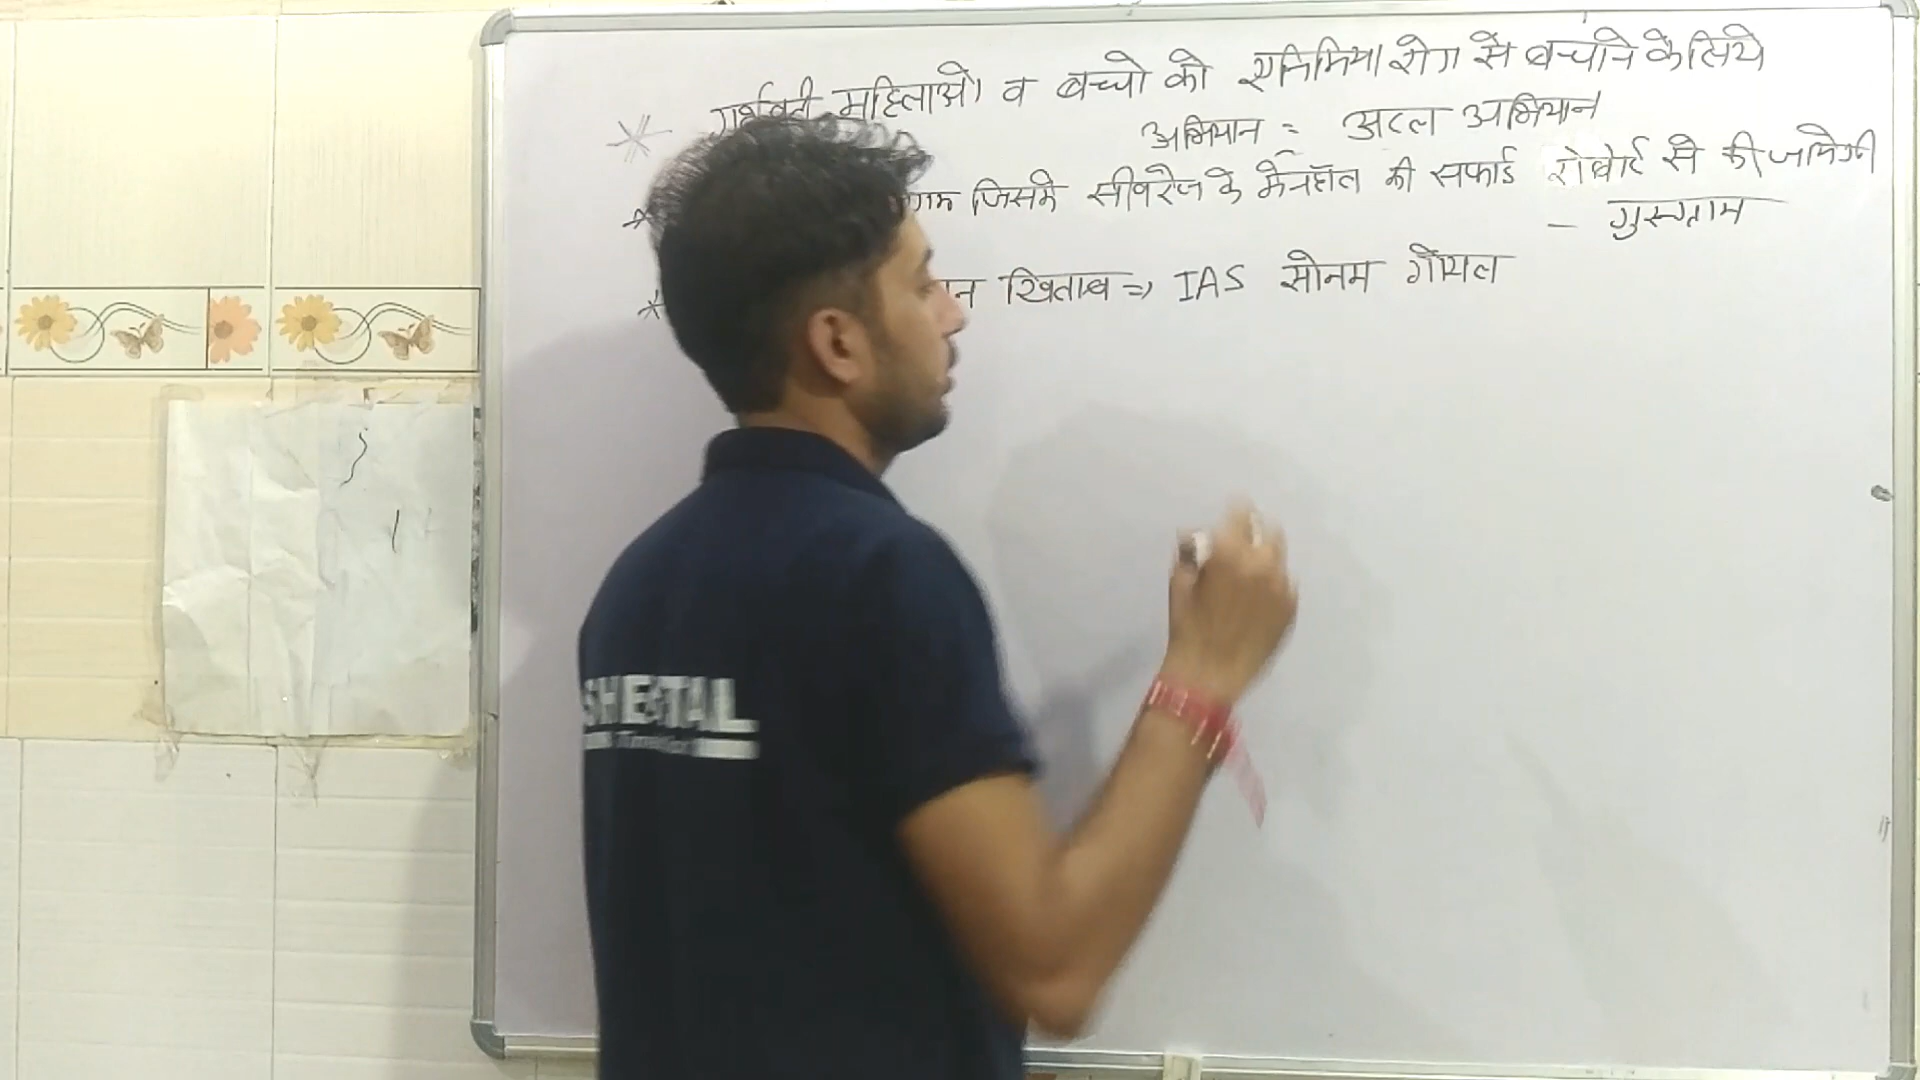 * गर्भवती महिलाओ व बच्चो को एनिमिया रोग से बचाने के लिये
अभियान = अटल अभियान
* जिसमे सीवरेज के मेनहॉल की सफाई रोबोर्ट से की जायेगी
- गुरूग्राम
* खिताब => IAS सोनम गोयल